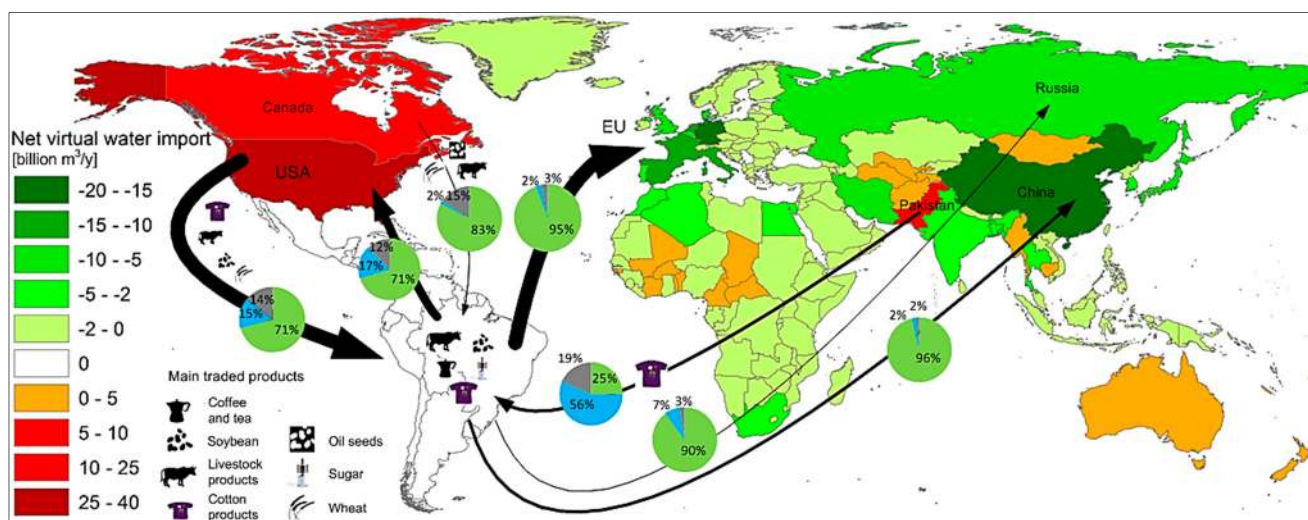 Net virtual water import
[billion m³/y]
-20 - -15
-15 - -10
-10 - -5
-5 - -2
-2 - 0
0
0 - 5
5 - 10
10 - 25
25 - 40
Canada
USA
EU
Russia
China
Pakistan
2% 15%
83%
2% 3%
95%
12%
17%
71%
14%
15%
71%
19%
25%
56%
7% 3%
90%
2% 2%
96%
Main traded products
Coffee
and tea
Soybean
Livestock
products
Cotton
products
Oil seeds
Sugar
Wheat